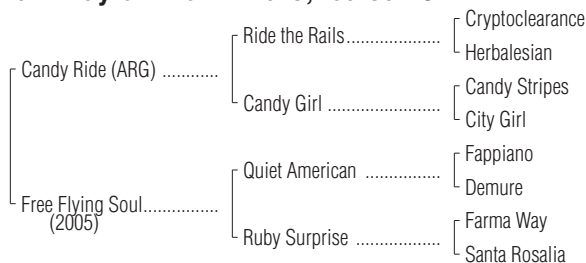 Cryptoclearance
Ride the Rails.....................
Herbalesian
Candy Ride (ARG) ............
Candy Stripes
Candy Girl .........................
City Girl
Fappiano
Quiet American .................
Demure
Free Flying Soul................
(2005)
Farma Way
Ruby Surprise ....................
Santa Rosalia